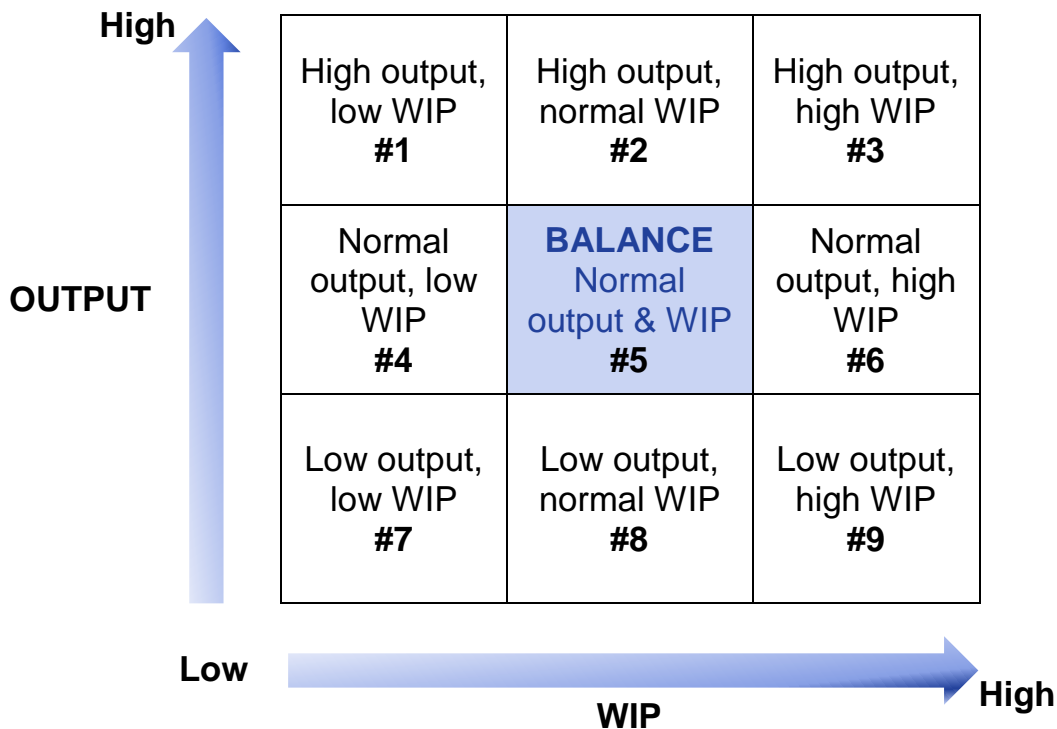 High
High output,
low WIP
#1
High output,
normal WIP
#2
High output,
high WIP
#3
OUTPUT
Normal
output, low
WIP
#4
BALANCE
Normal
output & WIP
#5
Normal
output, high
WIP
#6
Low output,
low WIP
#7
Low output,
normal WIP
#8
Low output,
high WIP
#9
Low
WIP
High